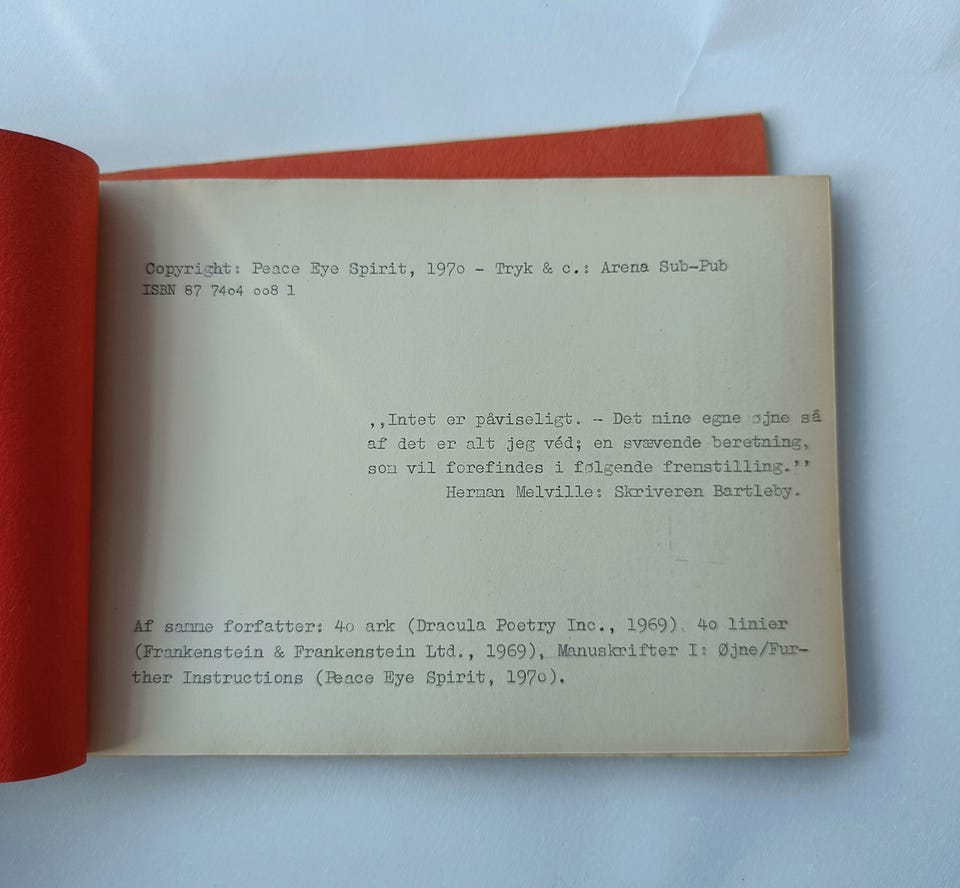 Copyright: Peace Eye Spirit, 197o - Tryk & c.: Arena Sub-Pub
ISBN 87 74o4 oo8 1
,,Intet er påviseligt. - Det mine egne øjne så
af det er alt jeg véd; en svævende beretning,
som vil forefindes i følgende fremstilling.''
Herman Melville: Skriveren Bartleby.
Af samme forfatter: 4o ark (Dracula Poetry Inc., 1969), 4o linier
(Frankenstein & Frankenstein Ltd., 1969), Manuskrifter I: Øjne/Fur-
ther Instructions (Peace Eye Spirit, 197o).